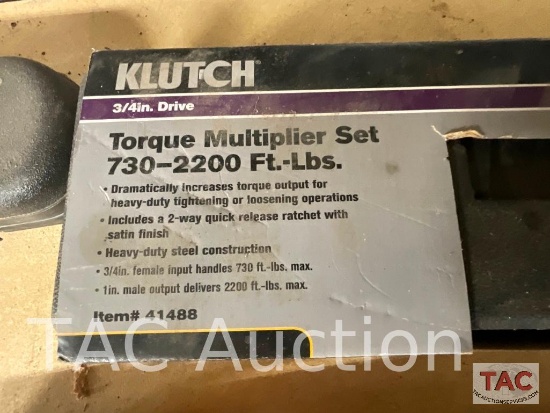 KLUTCH
3/4in. Drive
Torque Multiplier Set
730–2200 Ft.-Lbs.
• Dramatically increases torque output for
heavy-duty tightening or loosening operations
• Includes a 2-way quick release ratchet with
satin finish
• Heavy-duty steel construction
• 3/4in. female input handles 730 ft.-lbs. max.
• 1in. male output delivers 2200 ft.-lbs. max.
Item# 41488
TAC Auction
TAC
TACAUCTIONSERVICES.COM